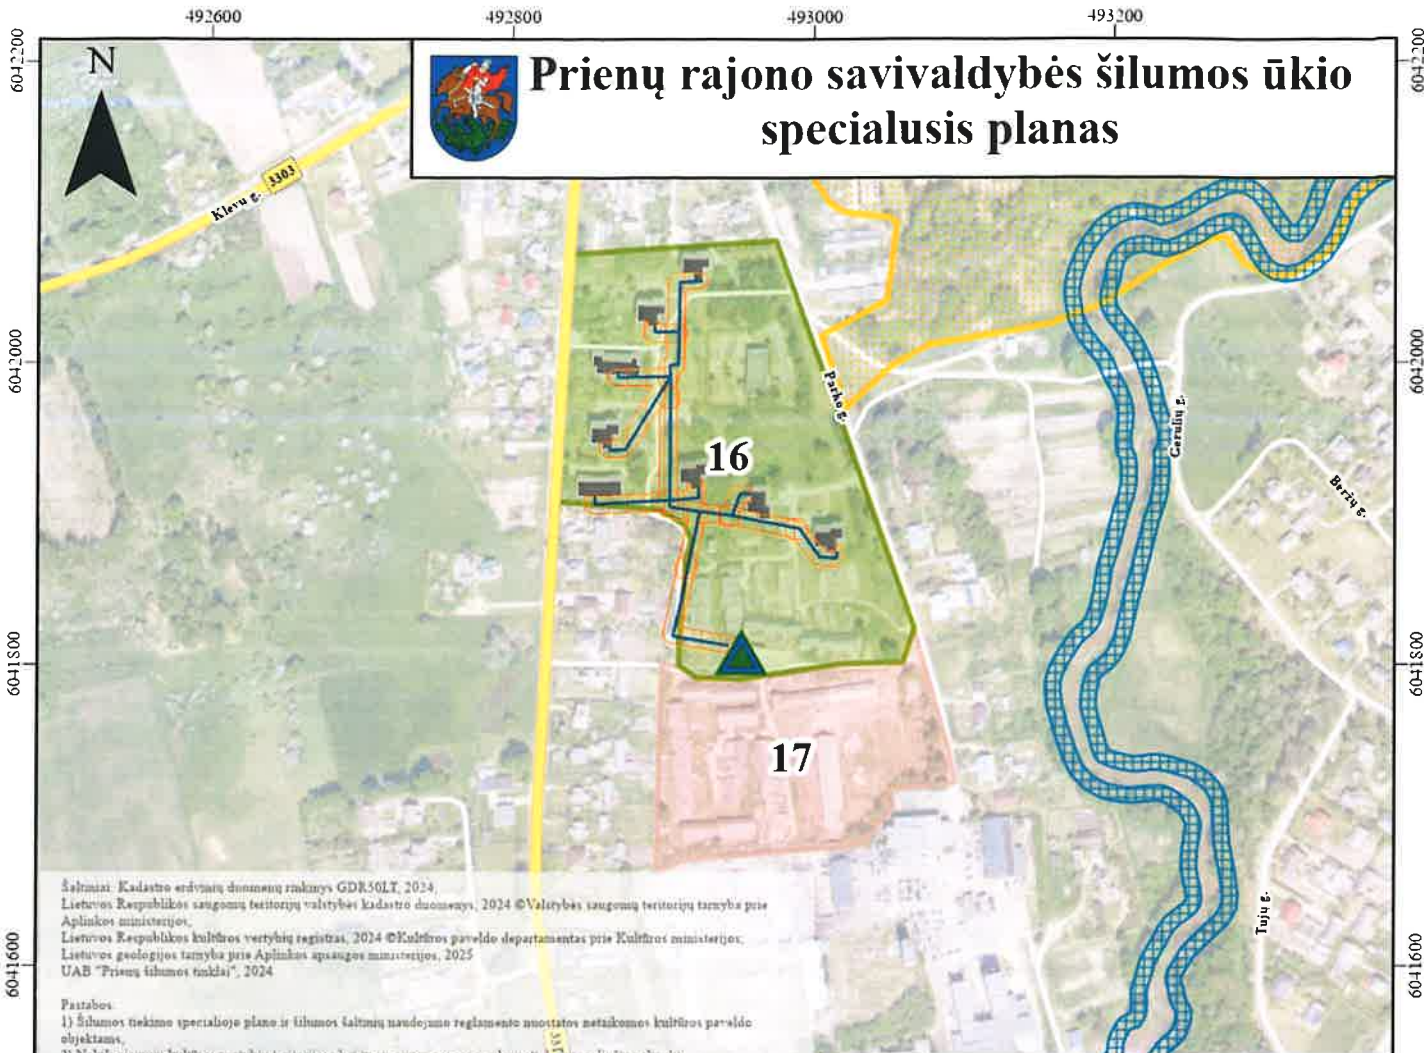 492600
492800
493000
493200
6042200
6042200
N
Prienų rajono savivaldybės šilumos ūkio
specialusis planas
3303
Klevu g.
6042000
6042000
Parko g.
Gerulių g.
16
Beržų g.
6041800
6041800
17
Šaltiniai: Kadastro erdvinių duomenų rinkinys GDR50LT, 2024,
Lietuvos Respublikos saugomų teritorijų valstybės kadastro duomenys, 2024 ©Valstybės saugomų teritorijų tarnyba prie
Aplinkos ministerijos,
Lietuvos Respublikos kultūros vertybių registras, 2024 ©Kultūros paveldo departamentas prie Kultūros ministerijos;
Lietuvos geologijos tarnyba prie Aplinkos apsaugos ministerijos, 2025
UAB "Prienų šilumos tinklai", 2024
Tujų g.
6041600
6041600
Pastabos:
1) Šilumos tiekimo specialiojo plano ir šilumos šaltinių naudojimo reglamento nuostatos netaikomos kultūros paveldo
objektams,